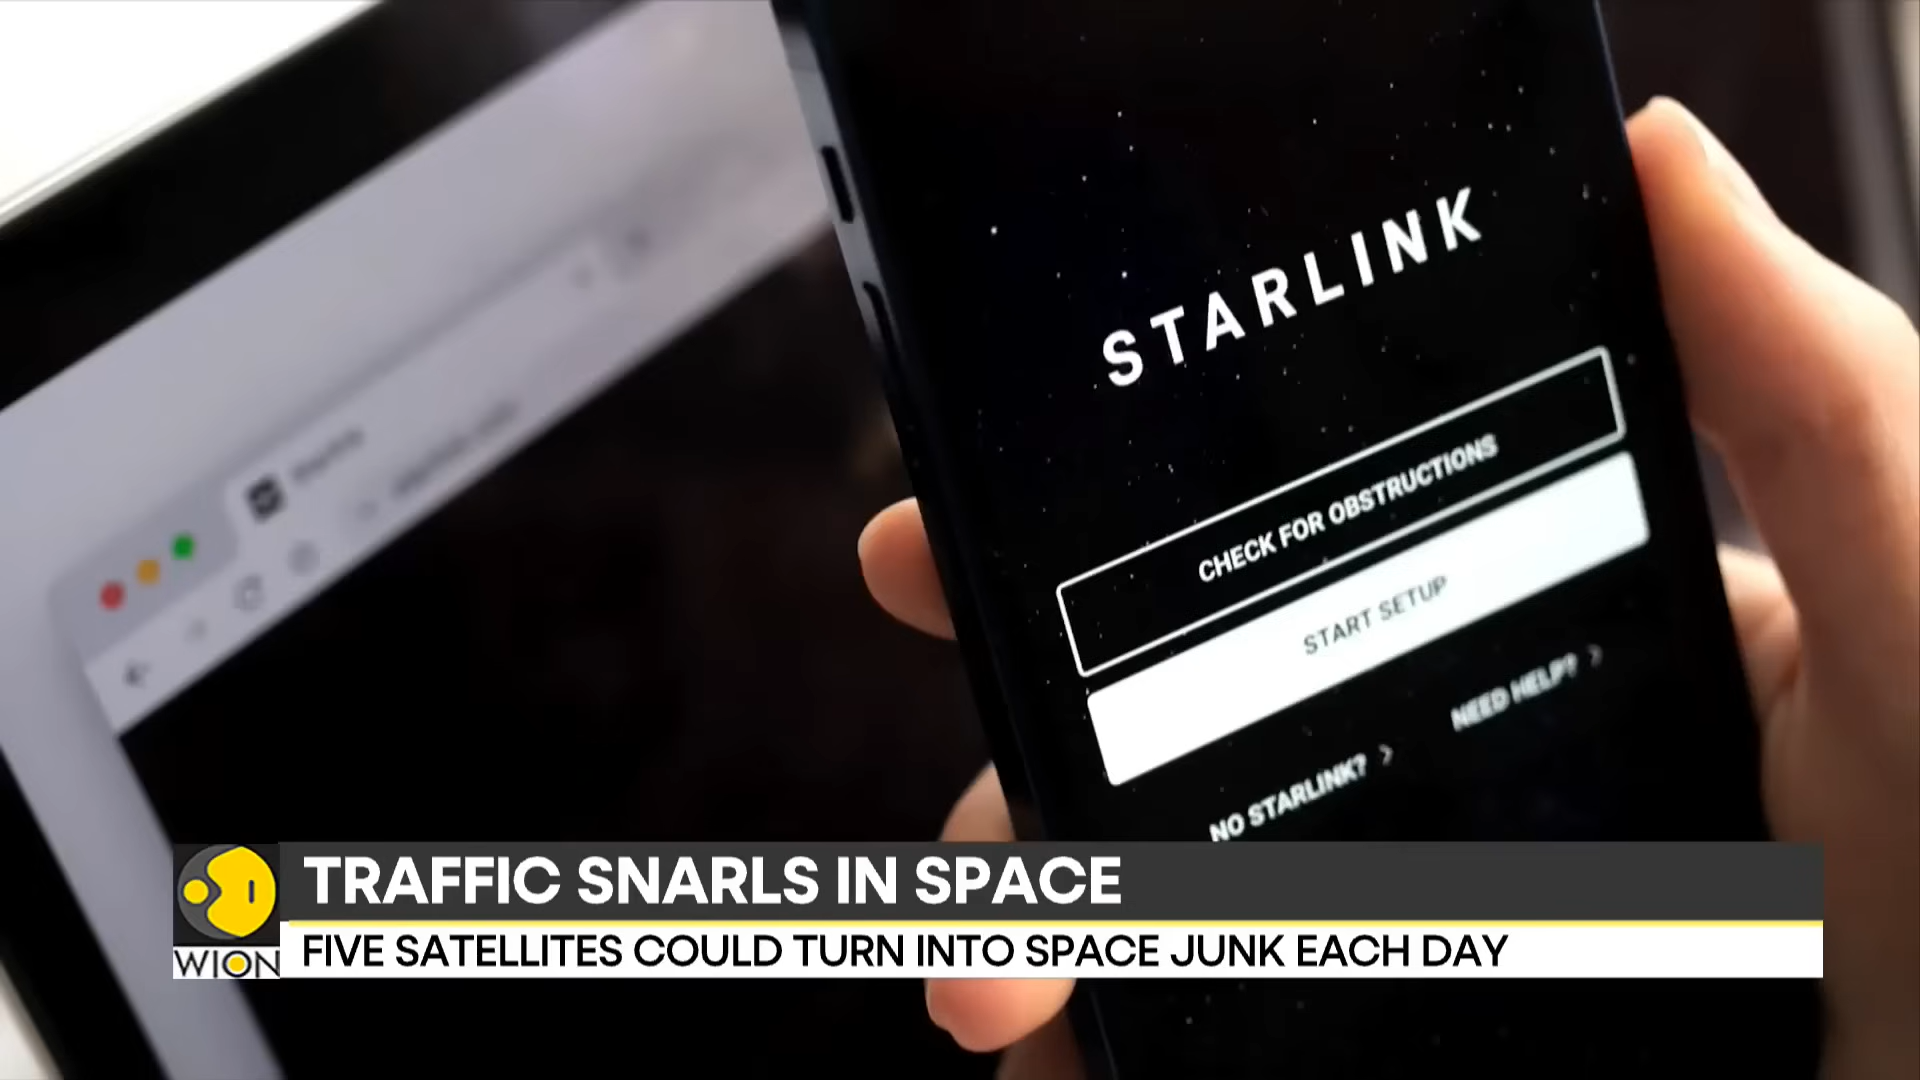 STARLINK
CHECK FOR OBSTRUCTIONS
START SETUP
NEED HELP? >
NO STARLINK? >
TRAFFIC SNARLS IN SPACE
WION
FIVE SATELLITES COULD TURN INTO SPACE JUNK EACH DAY